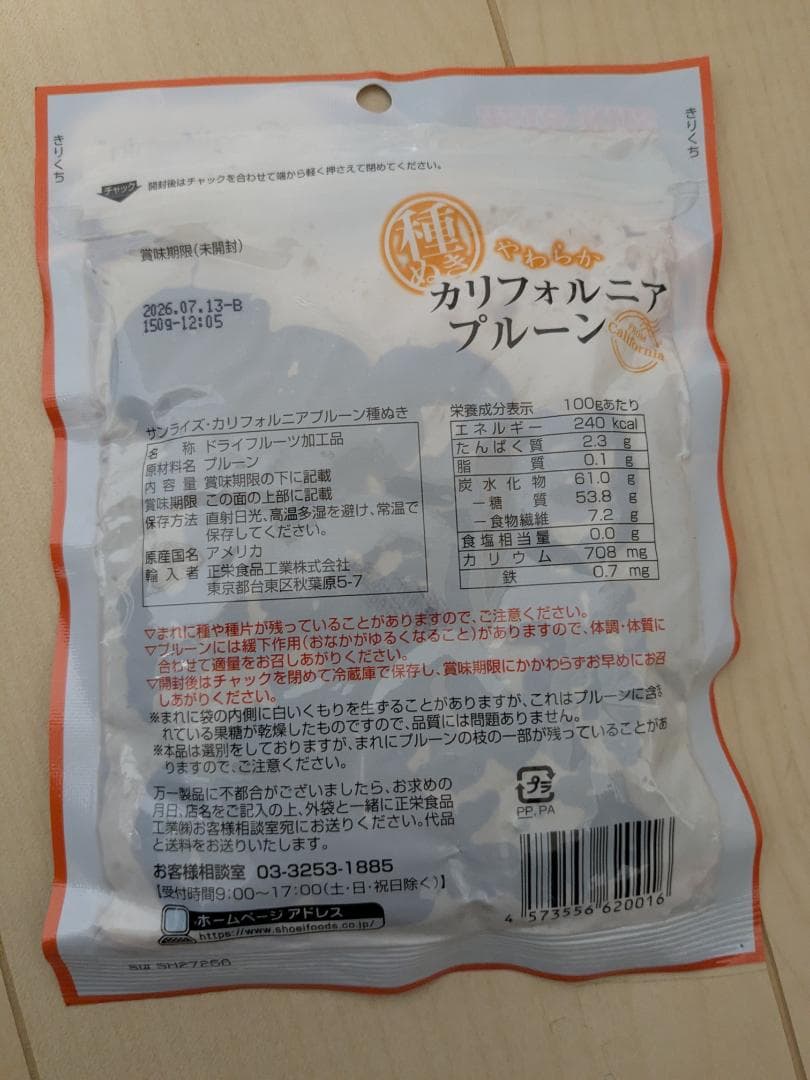 きりくち
きりくち
チャック 開封後はチャックを合わせて端から軽く押さえて閉めてください。
賞味期限(未開封)
2026.07.13-B
150g-12:05
種ぬき
やわらか
カリフォルニア
プルーン
From California
サンライズ・カリフォルニアプルーン種ぬき
名 称 ドライフルーツ加工品
原材料名 プルーン
内容量 賞味期限の下に記載
賞味期限 この面の上部に記載
保存方法 直射日光、高温多湿を避け、常温で
保存してください。
原産国名 アメリカ
輸入者 正栄食品工業株式会社
東京都台東区秋葉原5-7
栄養成分表示 100gあたり
エネルギー 240 kcal
たんぱく質 2.3 g
脂質 0.1 g
炭水化物 61.0 g
-糖質 53.8 g
-食物繊維 7.2 g
食塩相当量 0.0 g
カリウム 708 mg
鉄 0.7 mg
▽まれに種や種片が残っていることがありますので、ご注意ください。
▽プルーンには緩下作用(おなかがゆるくなること)がありますので、体調・体質に
合わせて適量をお召しあがりください。
▽開封後はチャックを閉めて冷蔵庫で保存し、賞味期限にかかわらずお早めにお召
しあがりください。
※まれに袋の内側に白いくもりを生ずることがありますが、これはプルーンに含ま
れている果糖が乾燥したものですので、品質には問題ありません。
※本品は選別をしておりますが、まれにプルーンの枝の一部が残っていることがあ
りますので、ご注意ください。
万一製品に不都合がございましたら、お求めの
月日、店名をご記入の上、外袋と一緒に正栄食品
工業㈱お客様相談室宛にお送りください。代品
と送料をお送りいたします。
お客様相談室 03-3253-1885
【受付時間9:00〜17:00(土・日・祝日除く)】
ホームページ アドレス
https://www.shoeifoods.co.jp/
プラ
PP,PA
4 573556 620016